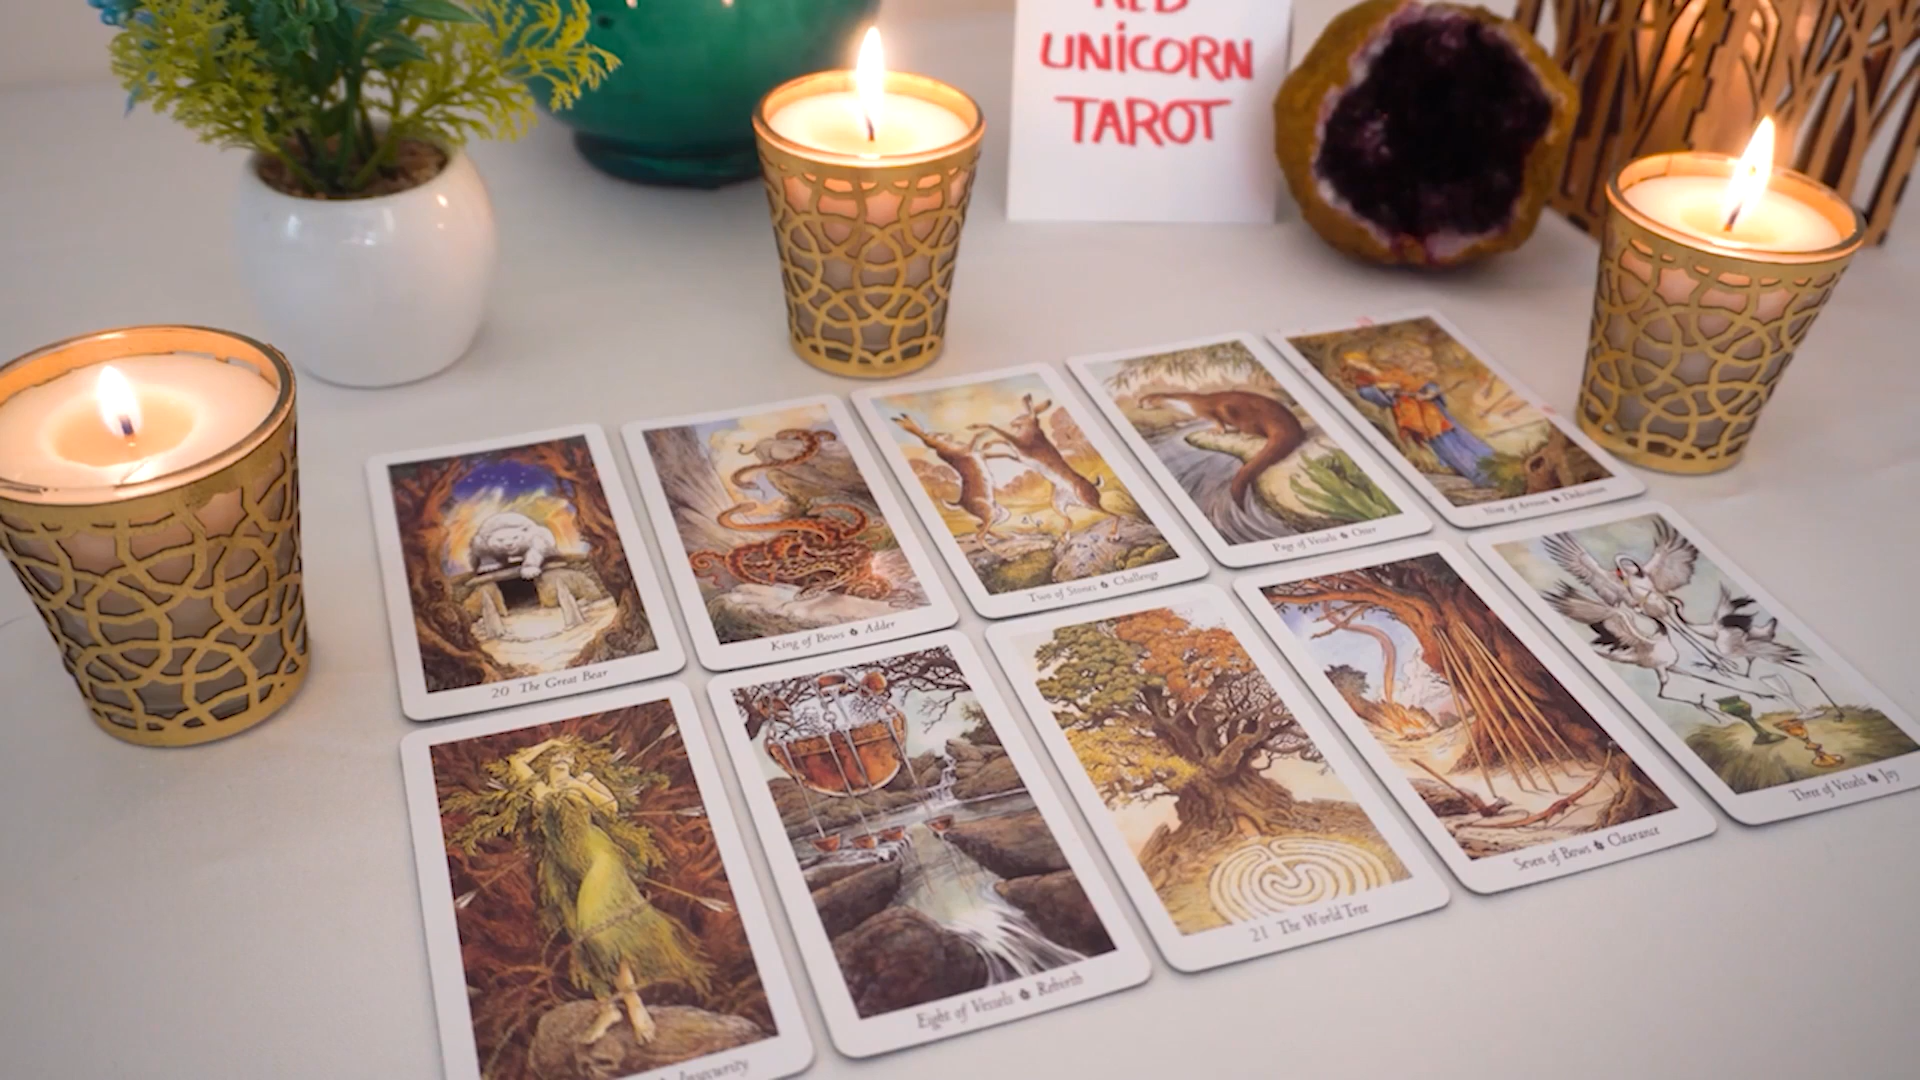 RED
UNICORN
TAROT
20 The Great Bear
King of Bows Adder
Two of Stones Challenge
Page of Vessels Otter
Nine of Arrows Dedication
Insecurity
Eight of Vessels Rebirth
21 The World Tree
Seven of Bows Clearance
Three of Vessels Joy